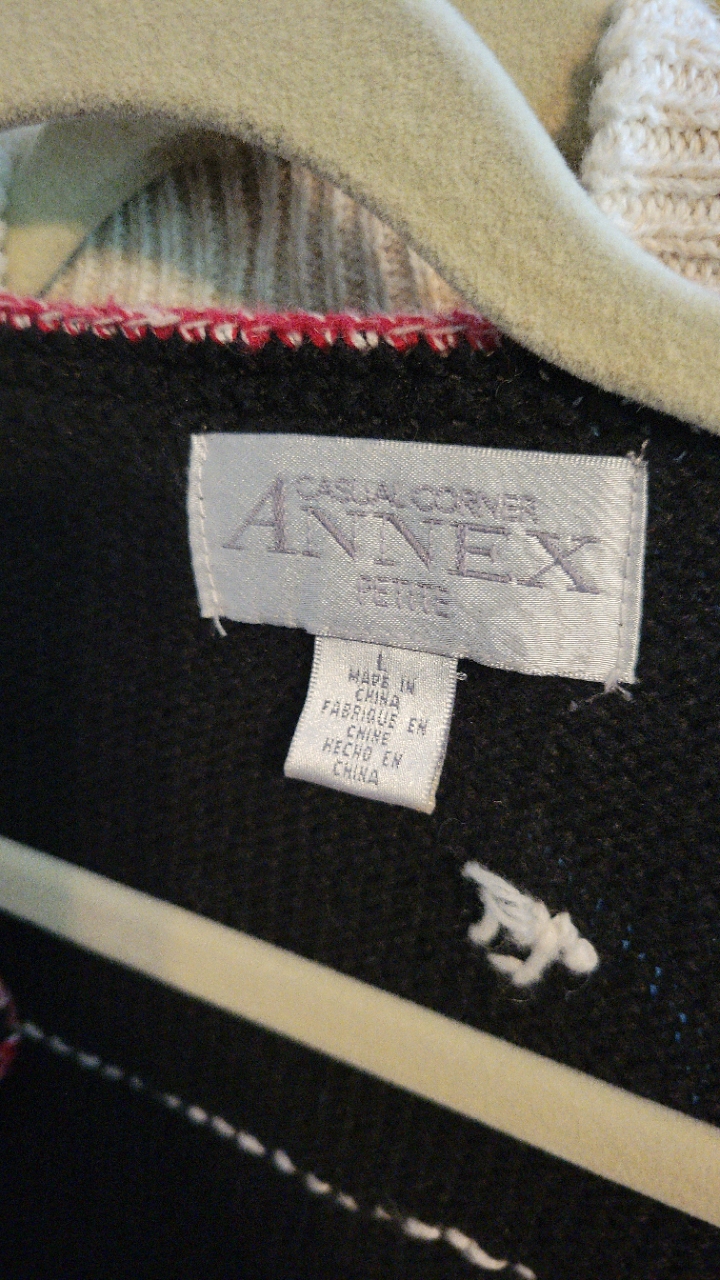 CASUAL CORNER
ANNEX
PETITE
L
MADE IN
CHINA
FABRIQUE EN
CHINE
HECHO EN
CHINA